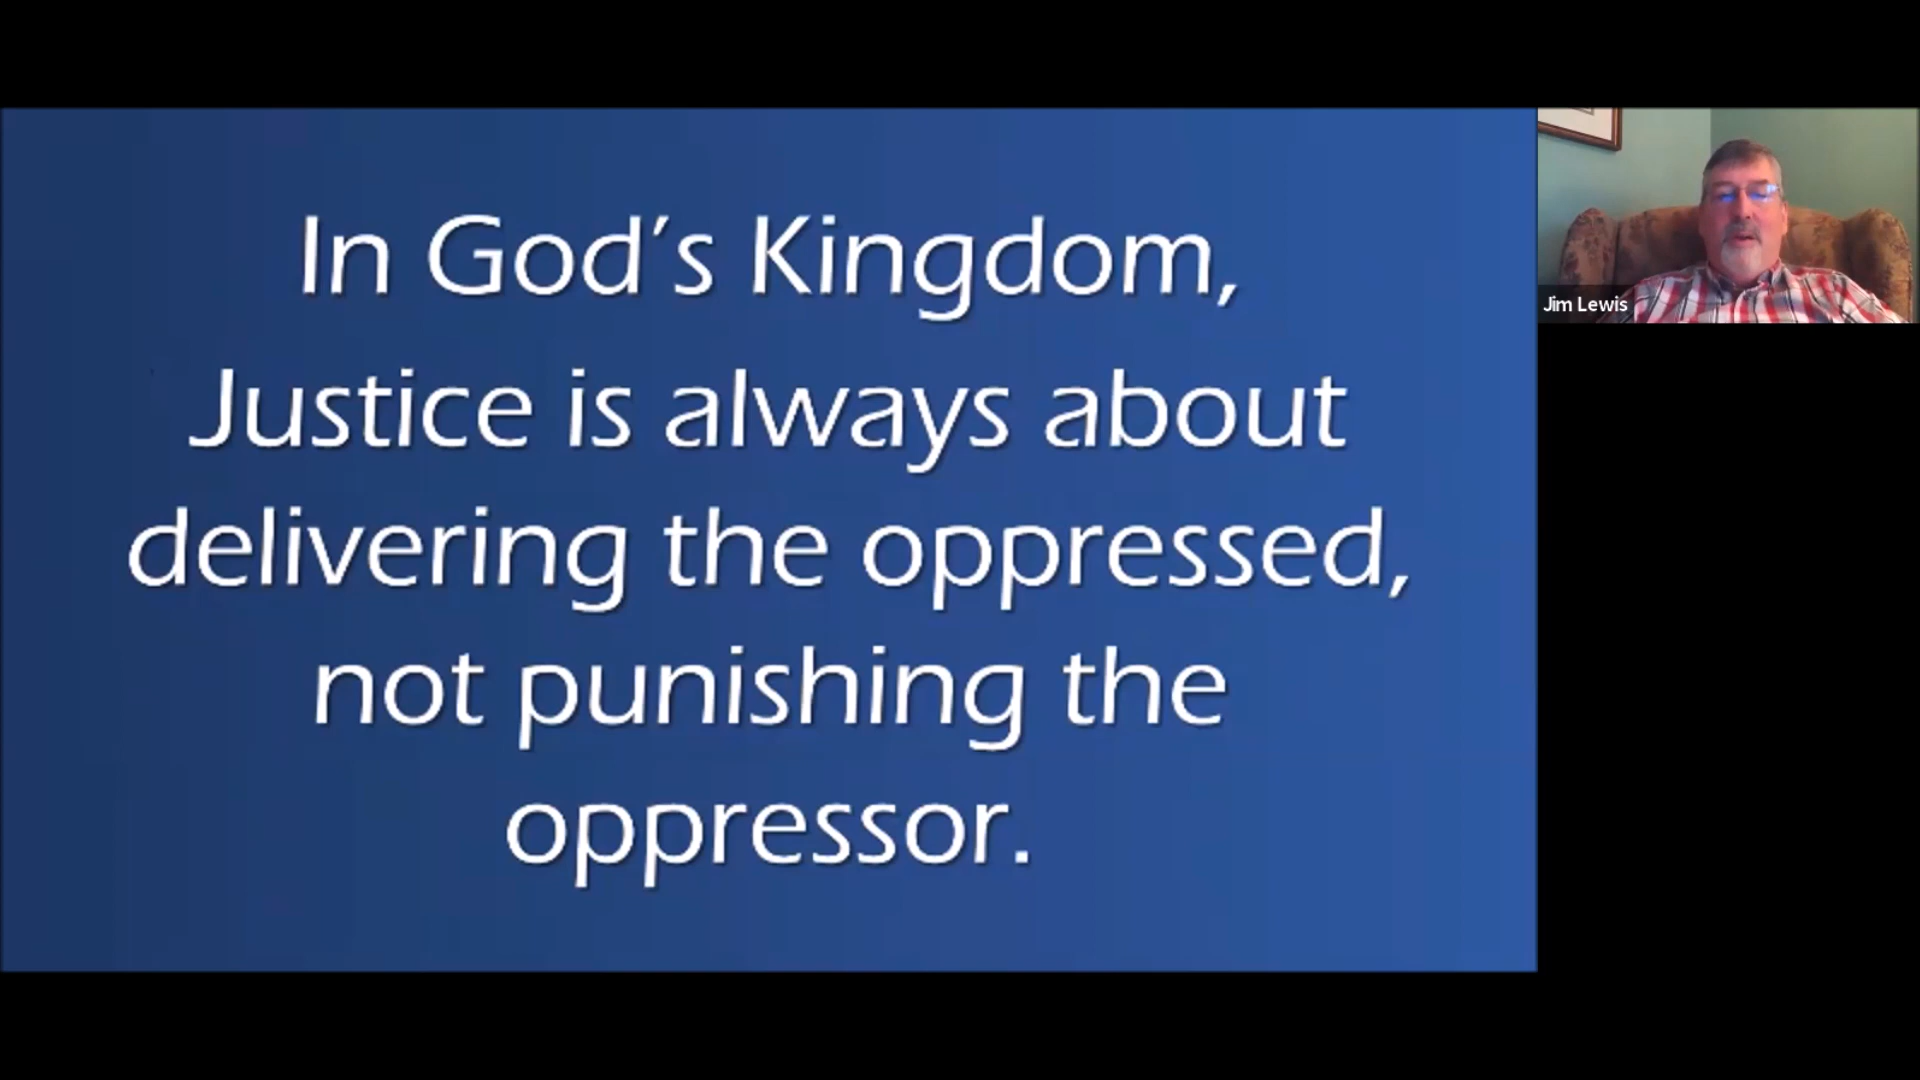 In God’s Kingdom,
Justice is always about
delivering the oppressed,
not punishing the
oppressor.
Jim Lewis